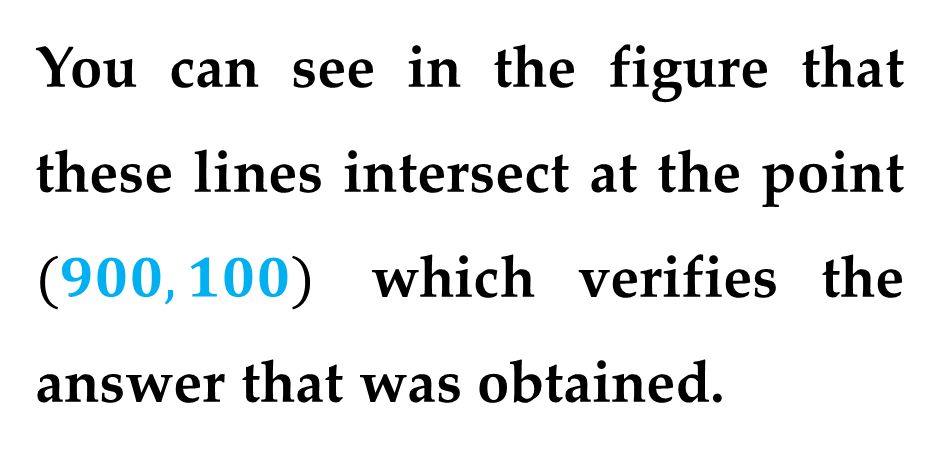 You can see in the figure that
these lines intersect at the point
(900, 100) which verifies the
answer that was obtained.